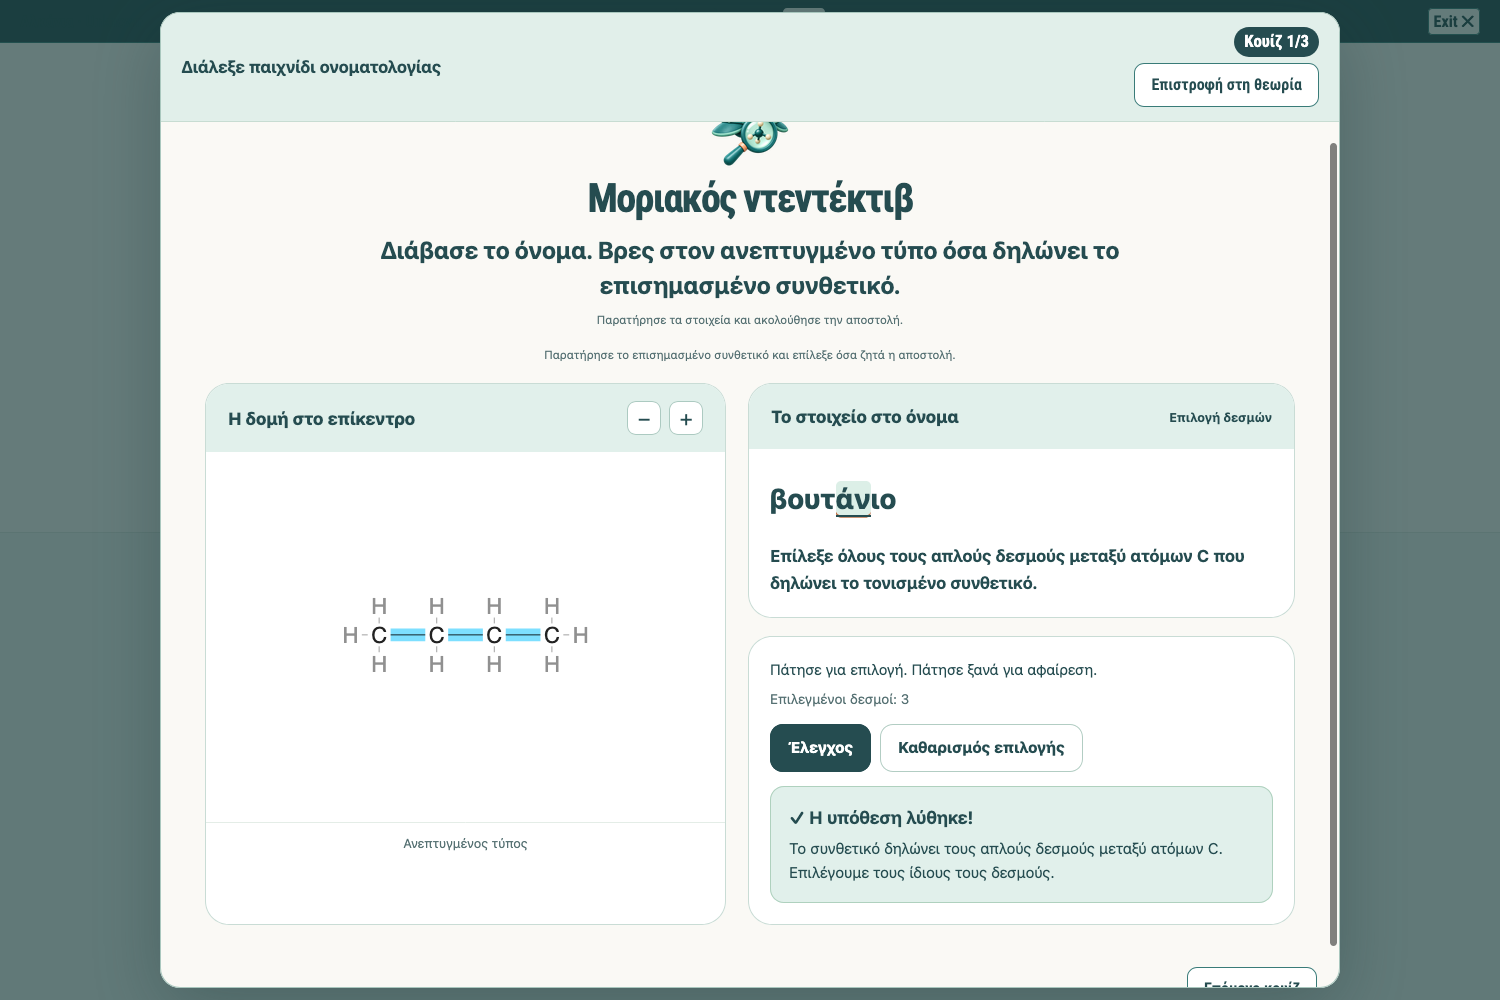 Exit ✕
Διάλεξε παιχνίδι ονοματολογίας
Κουίζ 1/3
Επιστροφή στη θεωρία
Μοριακός ντεντέκτιβ
Διάβασε το όνομα. Βρες στον ανεπτυγμένο τύπο όσα δηλώνει το
επισημασμένο συνθετικό.
Παρατήρησε τα στοιχεία και ακολούθησε την αποστολή.
Παρατήρησε το επισημασμένο συνθετικό και επίλεξε όσα ζητά η αποστολή.
Η δομή στο επίκεντρο
− +
H H H H
H C C C C H
H H H H
Ανεπτυγμένος τύπος
Το στοιχείο στο όνομα
Επιλογή δεσμών
βουτάνιο
Επίλεξε όλους τους απλούς δεσμούς μεταξύ ατόμων C που
δηλώνει το τονισμένο συνθετικό.
Πάτησε για επιλογή. Πάτησε ξανά για αφαίρεση.
Επιλεγμένοι δεσμοί: 3
Έλεγχος
Καθαρισμός επιλογής
✓ Η υπόθεση λύθηκε!
Το συνθετικό δηλώνει τους απλούς δεσμούς μεταξύ ατόμων C.
Επιλέγουμε τους ίδιους τους δεσμούς.